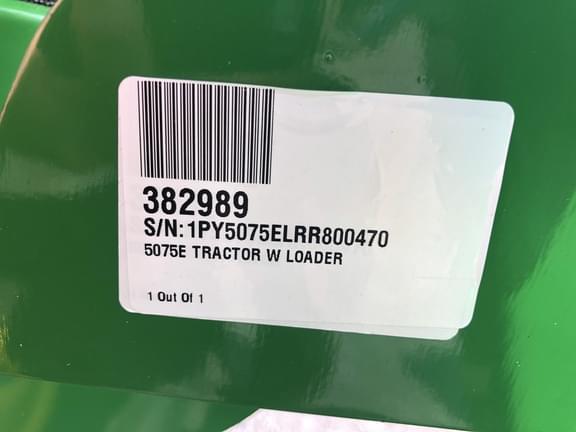 382989
S/N:1PY5075ELRR800470
5075E TRACTOR W LOADER
1 Out Of 1